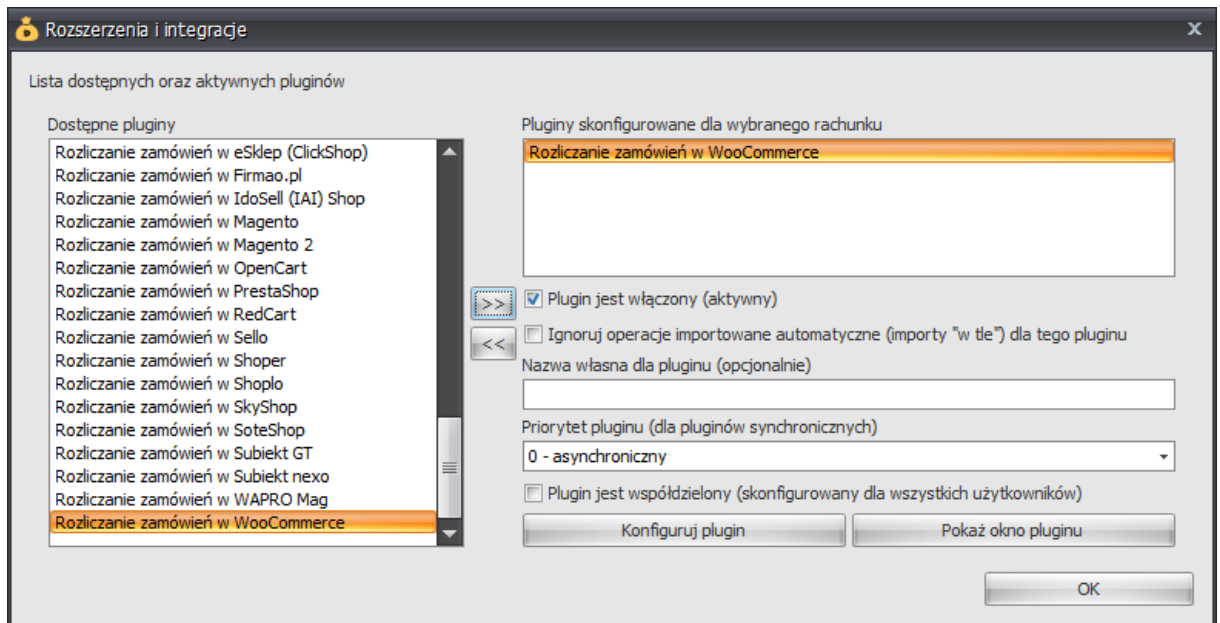 Rozszerzenia i integracje
x
Lista dostępnych oraz aktywnych pluginów
Dostępne pluginy
Rozliczanie zamówień w eSklep (ClickShop)
Rozliczanie zamówień w Firmao.pl
Rozliczanie zamówień w IdoSell (IAI) Shop
Rozliczanie zamówień w Magento
Rozliczanie zamówień w Magento 2
Rozliczanie zamówień w OpenCart
Rozliczanie zamówień w PrestaShop
Rozliczanie zamówień w RedCart
Rozliczanie zamówień w Sello
Rozliczanie zamówień w Shoper
Rozliczanie zamówień w Shoplo
Rozliczanie zamówień w SkyShop
Rozliczanie zamówień w SoteShop
Rozliczanie zamówień w Subiekt GT
Rozliczanie zamówień w Subiekt nexo
Rozliczanie zamówień w WAPRO Mag
Rozliczanie zamówień w WooCommerce
>>
<<
Pluginy skonfigurowane dla wybranego rachunku
Rozliczanie zamówień w WooCommerce
Plugin jest włączony (aktywny)
Ignoruj operacje importowane automatyczne (importy "w tle") dla tego pluginu
Nazwa własna dla pluginu (opcjonalnie)
Priorytet pluginu (dla pluginów synchronicznych)
0 - asynchroniczny
Plugin jest współdzielony (skonfigurowany dla wszystkich użytkowników)
Konfiguruj plugin
Pokaż okno pluginu
OK